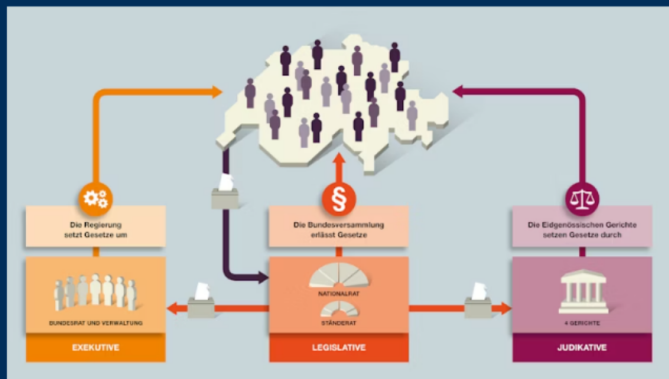 Die Regierung
setzt Gesetze um
BUNDESRAT UND VERWALTUNG
EXEKUTIVE
§
Die Bundesversammlung
erlässt Gesetze
NATIONALRAT
STÄNDERAT
LEGISLATIVE
Die Eidgenössischen Gerichte
setzen Gesetze durch
4 GERICHTE
JUDIKATIVE